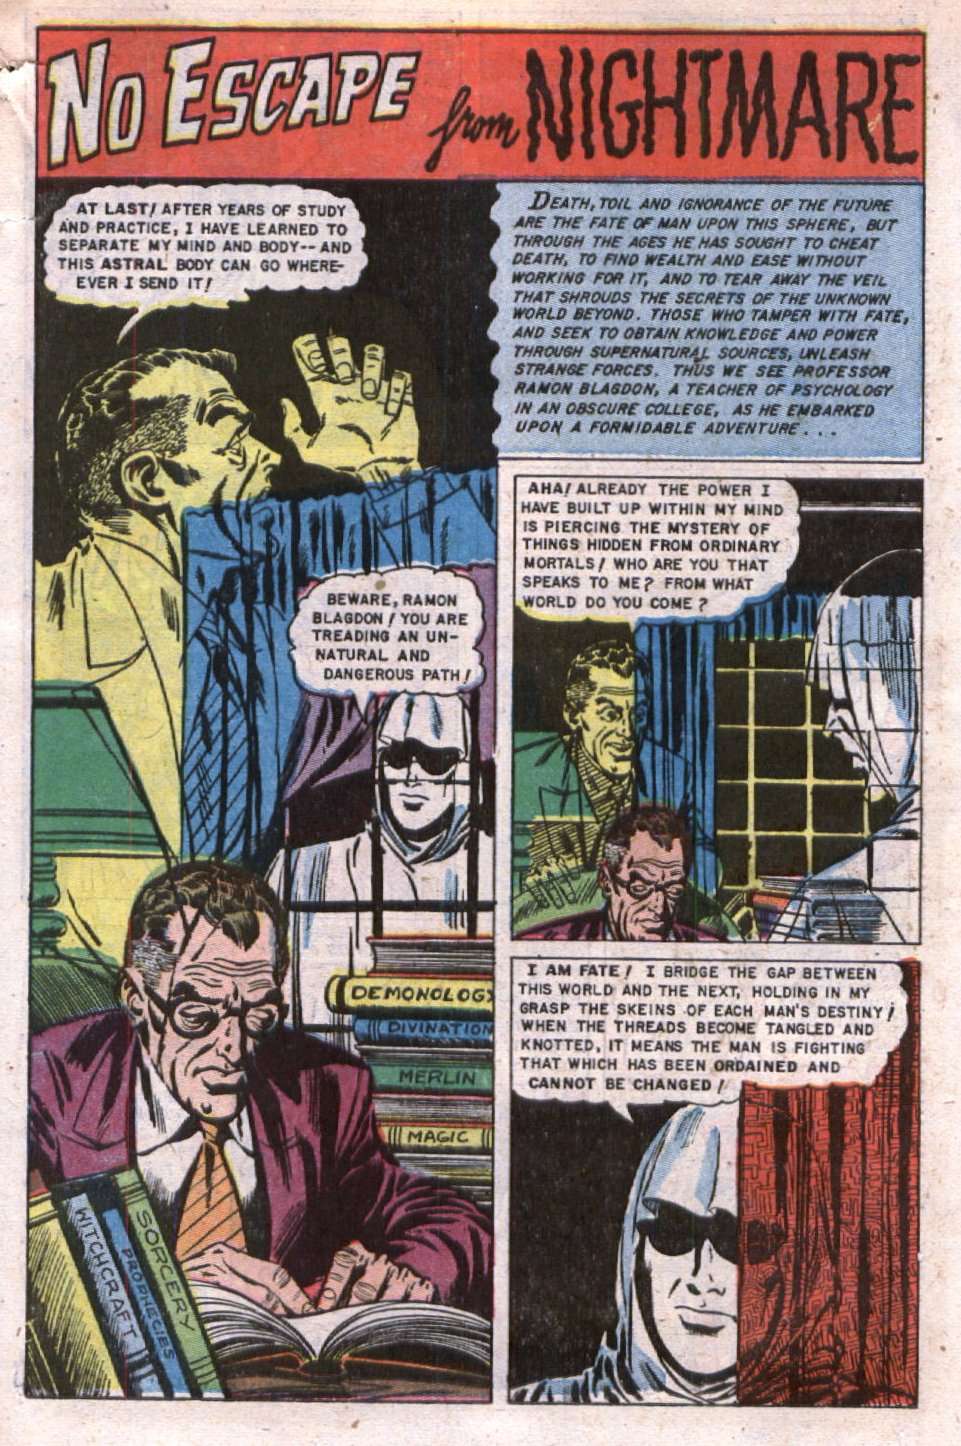 NO ESCAPE from NIGHTMARE
AT LAST! AFTER YEARS OF STUDY
AND PRACTICE, I HAVE LEARNED TO
SEPARATE MY MIND AND BODY-- AND
THIS ASTRAL BODY CAN GO WHERE-
EVER I SEND IT!
DEATH, TOIL AND IGNORANCE OF THE FUTURE
ARE THE FATE OF MAN UPON THIS SPHERE, BUT
THROUGH THE AGES HE HAS SOUGHT TO CHEAT
DEATH, TO FIND WEALTH AND EASE WITHOUT
WORKING FOR IT, AND TO TEAR AWAY THE VEIL
THAT SHROUDS THE SECRETS OF THE UNKNOWN
WORLD BEYOND. THOSE WHO TAMPER WITH FATE,
AND SEEK TO OBTAIN KNOWLEDGE AND POWER
THROUGH SUPERNATURAL SOURCES, UNLEASH
STRANGE FORCES. THUS WE SEE PROFESSOR
RAMON BLAGDON, A TEACHER OF PSYCHOLOGY
IN AN OBSCURE COLLEGE, AS HE EMBARKED
UPON A FORMIDABLE ADVENTURE . . .
BEWARE, RAMON
BLAGDON! YOU ARE
TREADING AN UN-
NATURAL AND
DANGEROUS PATH!
DEMONOLOGY
DIVINATION
MERLIN
MAGIC
WITCHCRAFT
PROPHECIES
SORCERY
AHA! ALREADY THE POWER I
HAVE BUILT UP WITHIN MY MIND
IS PIERCING THE MYSTERY OF
THINGS HIDDEN FROM ORDINARY
MORTALS! WHO ARE YOU THAT
SPEAKS TO ME? FROM WHAT
WORLD DO YOU COME?
I AM FATE! I BRIDGE THE GAP BETWEEN
THIS WORLD AND THE NEXT, HOLDING IN MY
GRASP THE SKEINS OF EACH MAN'S DESTINY!
WHEN THE THREADS BECOME TANGLED AND
KNOTTED, IT MEANS THE MAN IS FIGHTING
THAT WHICH HAS BEEN ORDAINED AND
CANNOT BE CHANGED!